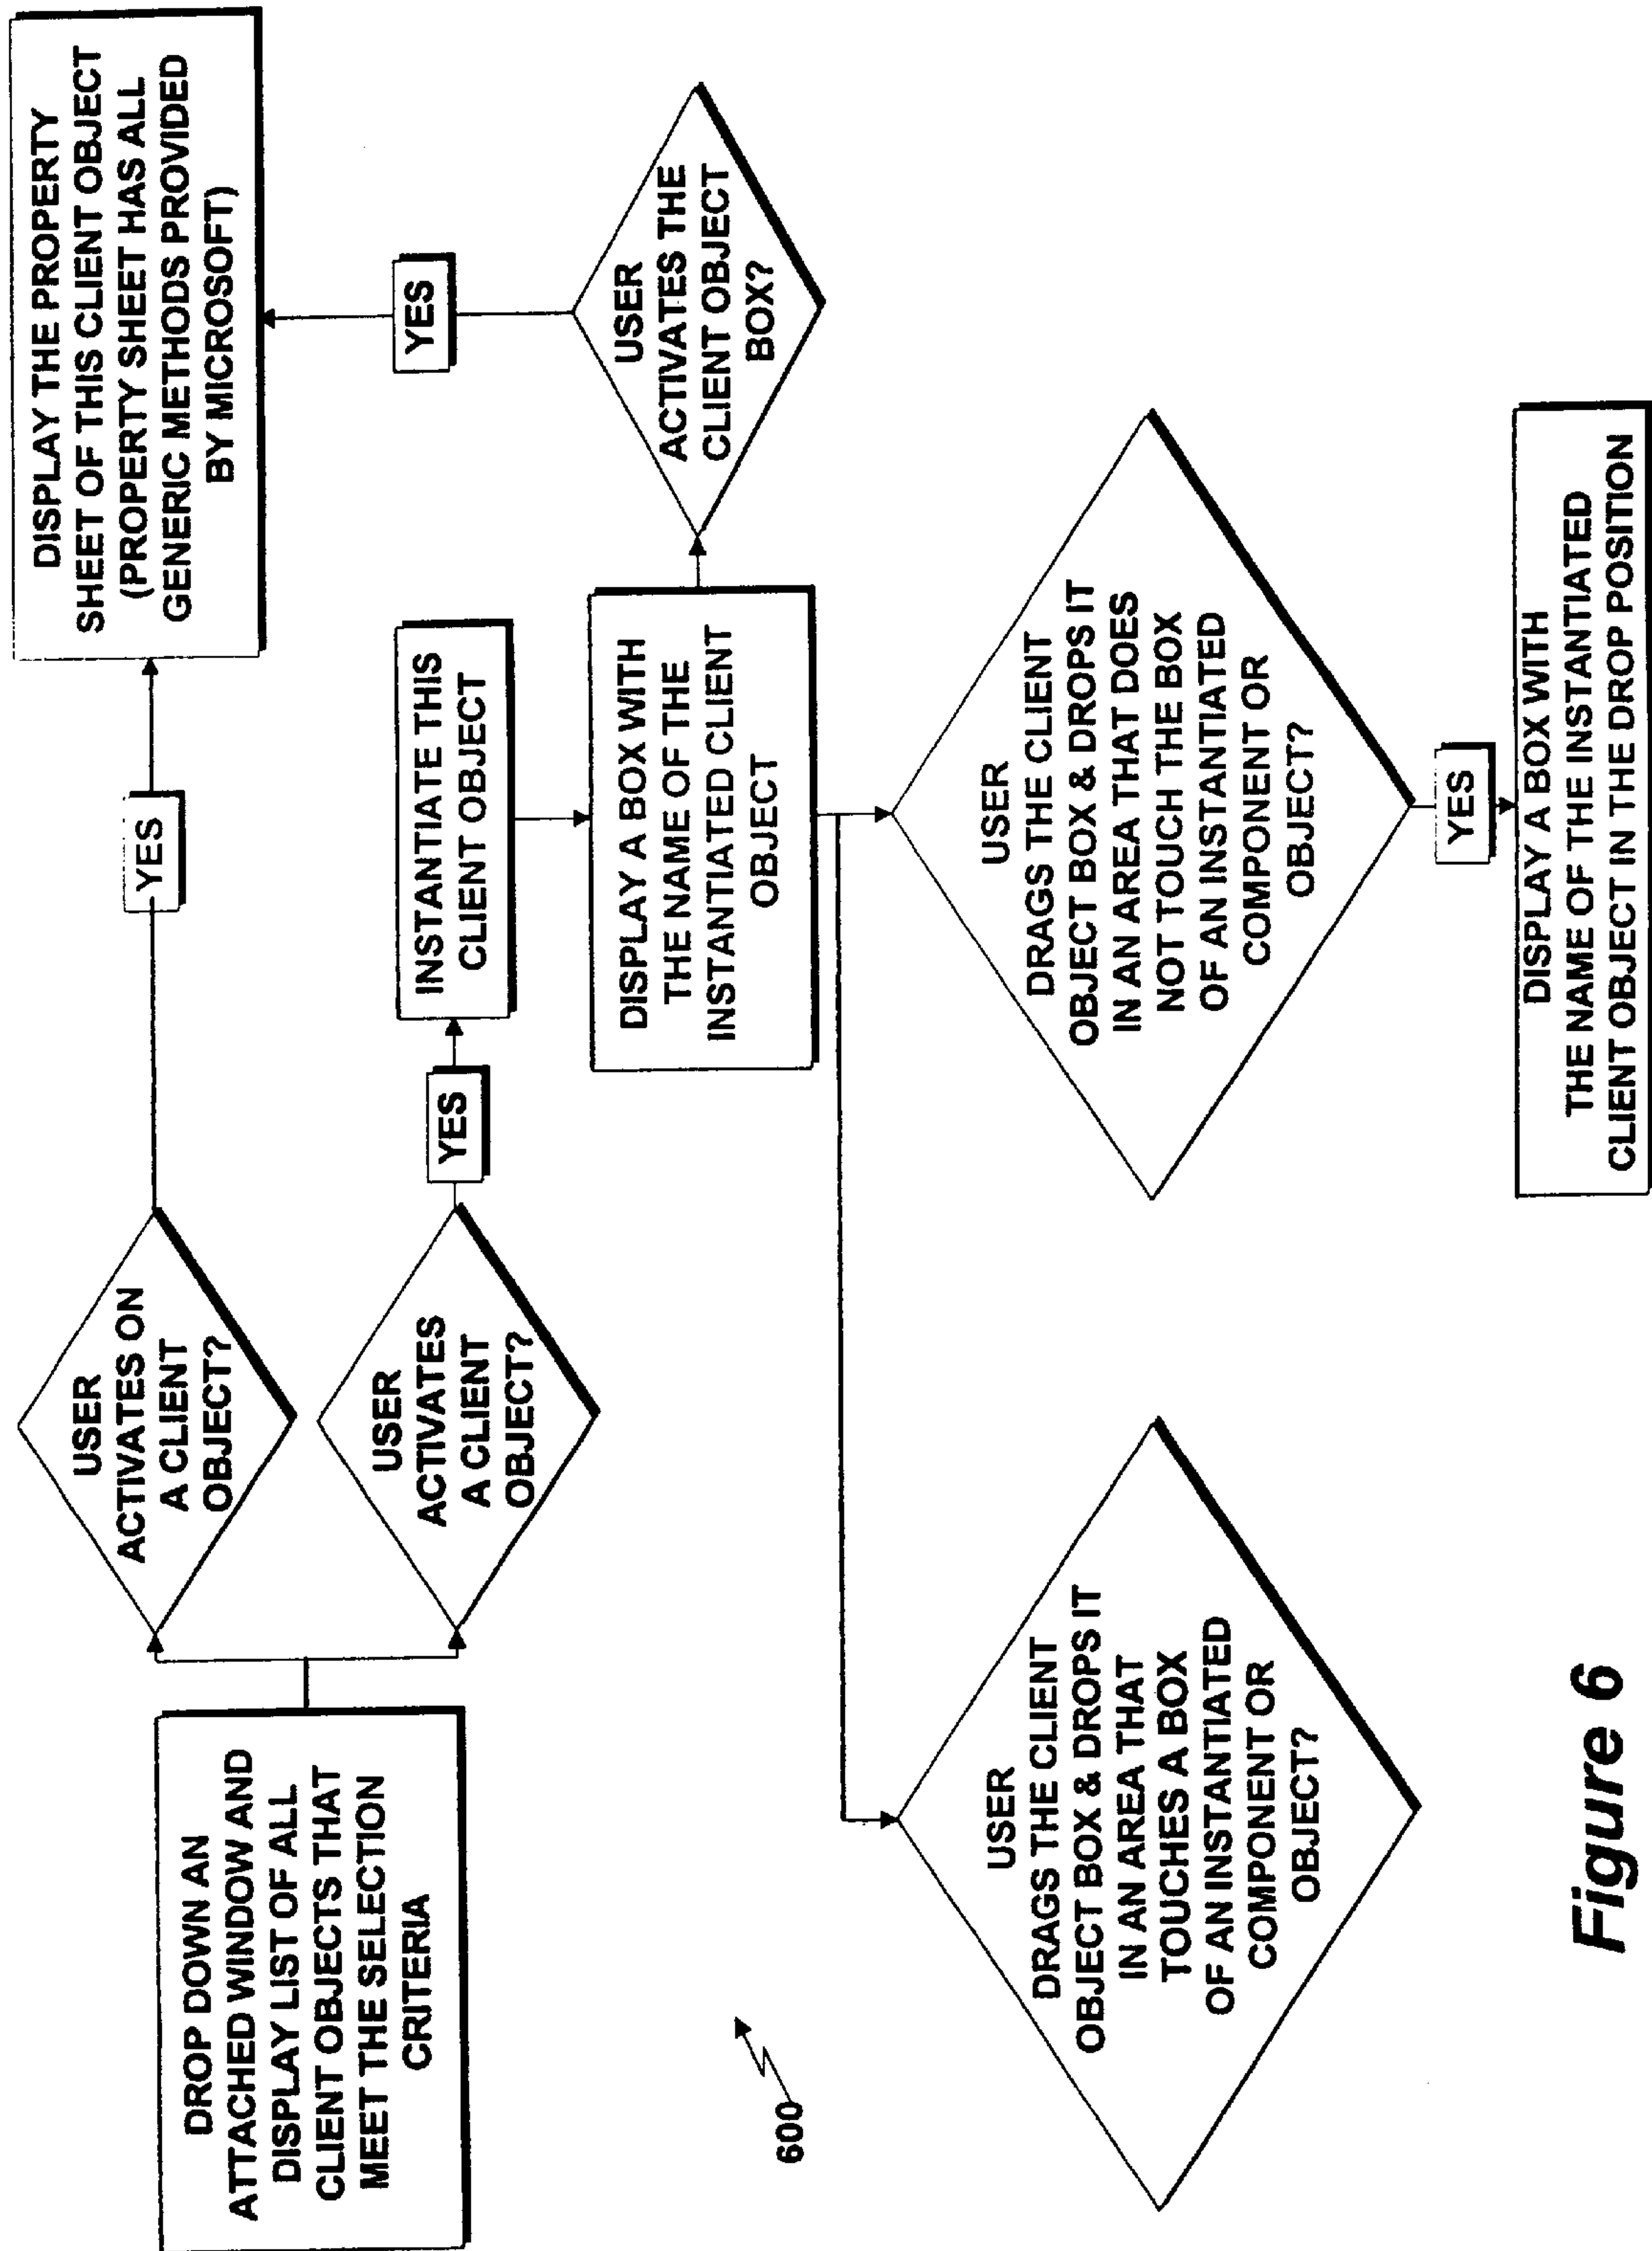 DROP DOWN AN
ATTACHED WINDOW AND
DISPLAY LIST OF ALL
CLIENT OBJECTS THAT
MEET THE SELECTION
CRITERIA
USER
ACTIVATES ON
A CLIENT
OBJECT?
YES
DISPLAY THE PROPERTY
SHEET OF THIS CLIENT OBJECT
(PROPERTY SHEET HAS ALL
GENERIC METHODS PROVIDED
BY MICROSOFT)
USER
ACTIVATES
A CLIENT
OBJECT?
YES
INSTANTIATE THIS
CLIENT OBJECT
DISPLAY A BOX WITH
THE NAME OF THE
INSTANTIATED CLIENT
OBJECT
USER
ACTIVATES THE
CLIENT OBJECT
BOX?
YES
600
USER
DRAGS THE CLIENT
OBJECT BOX & DROPS IT
IN AN AREA THAT
TOUCHES A BOX
OF AN INSTANTIATED
COMPONENT OR
OBJECT?
USER
DRAGS THE CLIENT
OBJECT BOX & DROPS IT
IN AN AREA THAT DOES
NOT TOUCH THE BOX
OF AN INSTANTIATED
COMPONENT OR
OBJECT?
YES
DISPLAY A BOX WITH
THE NAME OF THE INSTANTIATED
CLIENT OBJECT IN THE DROP POSITION
Figure 6